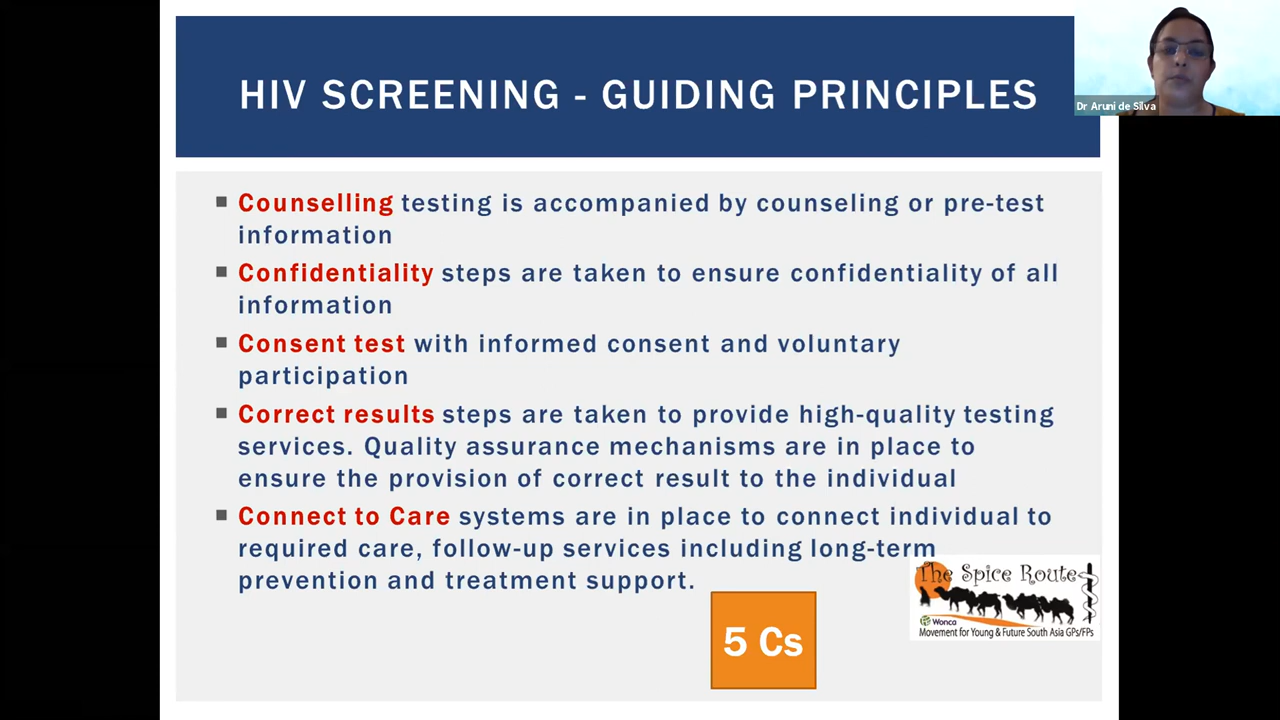 HIV SCREENING - GUIDING PRINCIPLES
Dr Aruni de Silva
Counselling testing is accompanied by counseling or pre-test
information
Confidentiality steps are taken to ensure confidentiality of all
information
Consent test with informed consent and voluntary
participation
Correct results steps are taken to provide high-quality testing
services. Quality assurance mechanisms are in place to
ensure the provision of correct result to the individual
Connect to Care systems are in place to connect individual to
required care, follow-up services including long-term
prevention and treatment support.
The Spice Route
Wonca
Movement for Young & Future South Asia GPs/FPs
5 Cs